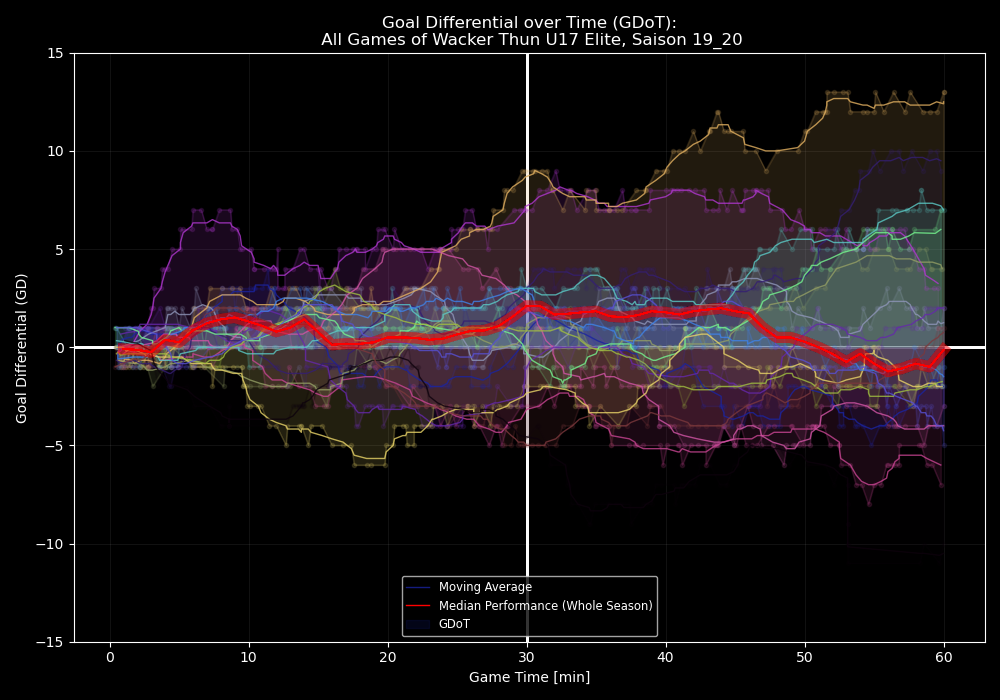 Goal Differential over Time (GDoT):
All Games of Wacker Thun U17 Elite, Saison 19_20
15
10
5
0
−5
−10
−15
Goal Differential (GD)
Moving Average
Median Performance (Whole Season)
GDoT
0 10 20 30 40 50 60
Game Time [min]